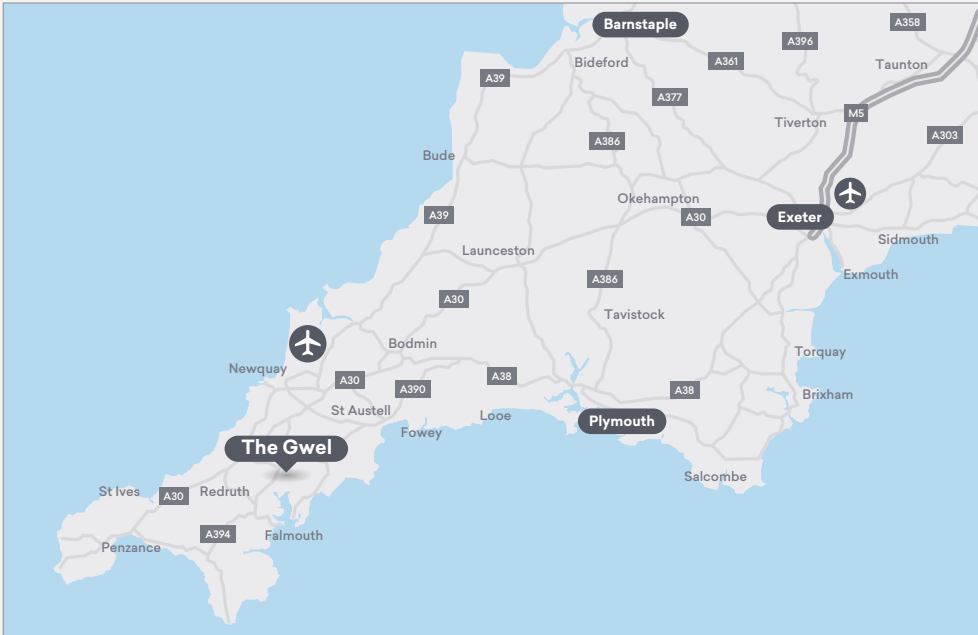 Barnstaple
A358
A396
A361
Bideford
Taunton
A39
A377
M5
Tiverton
A303
A386
Bude
Okehampton
A30
Exeter
A39
Sidmouth
Launceston
Exmouth
A386
A30
Tavistock
Bodmin
Torquay
Newquay
A30
A390
A38
A38
Brixham
St Austell
Looe
Plymouth
Fowey
The Gwel
Salcombe
St Ives
A30
Redruth
A394
Falmouth
Penzance